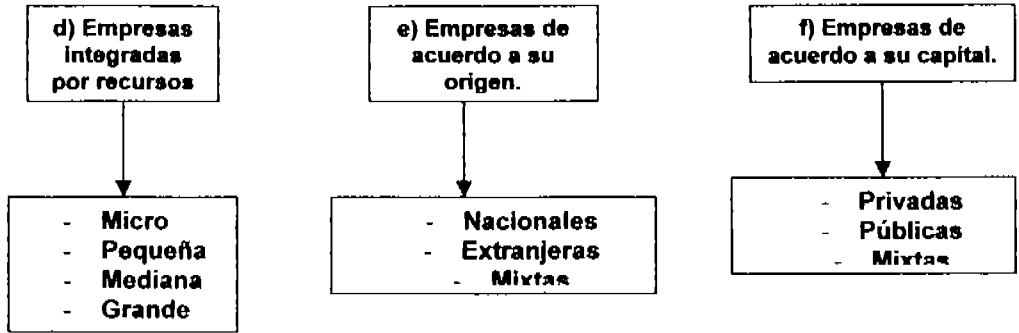 d) Empresas
integradas
por recursos
- Micro
- Pequeña
- Mediana
- Grande
e) Empresas de
acuerdo a su
origen.
- Nacionales
- Extranjeras
- Mixtas
f) Empresas de
acuerdo a su capital.
- Privadas
- Públicas
- Mixtas